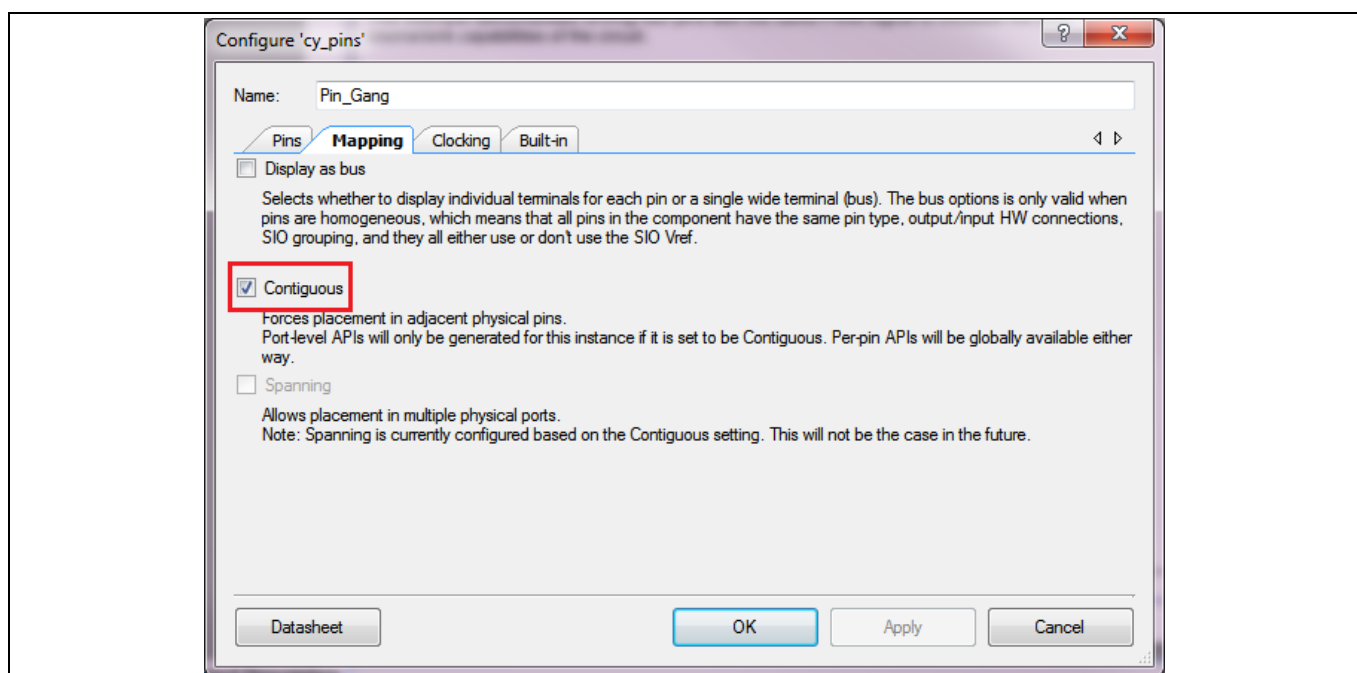 Configure 'cy_pins'
Name: Pin_Gang
Pins Mapping Clocking Built-in
Display as bus
Selects whether to display individual terminals for each pin or a single wide terminal (bus). The bus options is only valid when
pins are homogeneous, which means that all pins in the component have the same pin type, output/input HW connections,
SIO grouping, and they all either use or don't use the SIO Vref.
Contiguous
Forces placement in adjacent physical pins.
Port-level APIs will only be generated for this instance if it is set to be Contiguous. Per-pin APIs will be globally available either
way.
Spanning
Allows placement in multiple physical ports.
Note: Spanning is currently configured based on the Contiguous setting. This will not be the case in the future.
Datasheet OK Apply Cancel